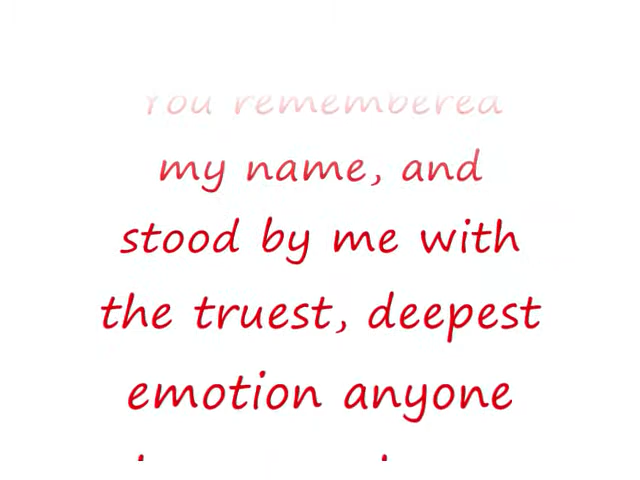 You remembered
my name, and
stood by me with
the truest, deepest
emotion anyone